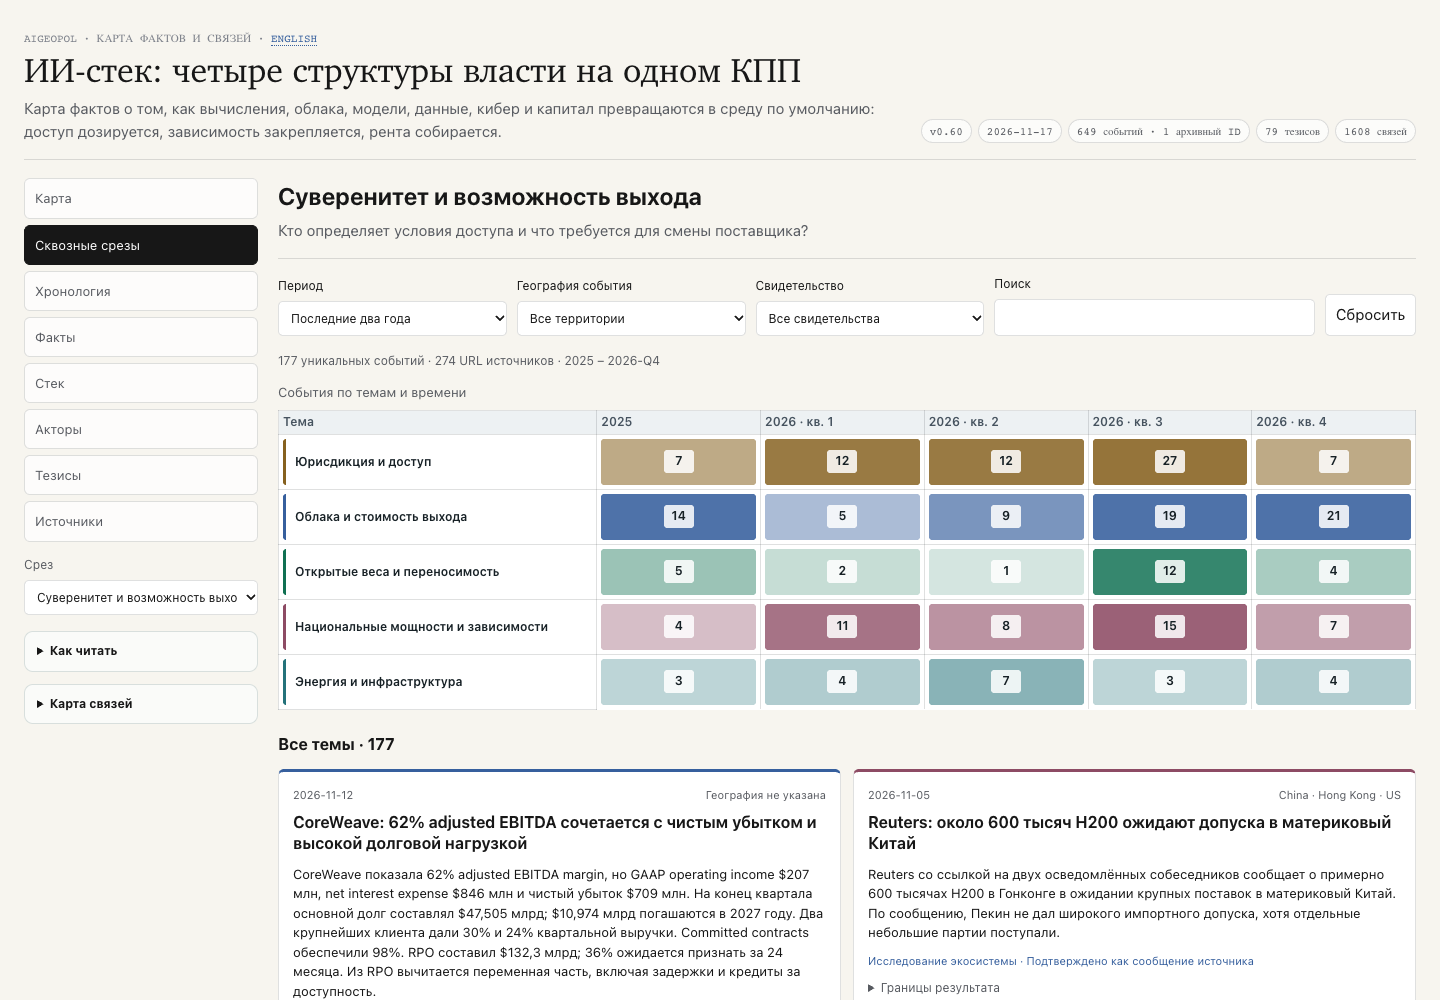 AIGEOPOL · КАРТА ФАКТОВ И СВЯЗЕЙ · ENGLISH
ИИ-стек: четыре структуры власти на одном КПП
Карта фактов о том, как вычисления, облака, модели, данные, кибер и капитал превращаются в среду по умолчанию:
доступ дозируется, зависимость закрепляется, рента собирается.
v0.60
2026-11-17
649 событий · 1 архивный ID
79 тезисов
1608 связей
Карта
Сквозные срезы
Хронология
Факты
Стек
Акторы
Тезисы
Источники
Срез
Суверенитет и возможность выхо
Как читать
Карта связей
Суверенитет и возможность выхода
Кто определяет условия доступа и что требуется для смены поставщика?
Период
География события
Свидетельство
Поиск
Последние два года
Все территории
Все свидетельства
Сбросить
177 уникальных событий · 274 URL источников · 2025 – 2026-Q4
События по темам и времени
Тема 2025 2026 · кв. 1 2026 · кв. 2 2026 · кв. 3 2026 · кв. 4
Юрисдикция и доступ 7 12 12 27 7
Облака и стоимость выхода 14 5 9 19 21
Открытые веса и переносимость 5 2 1 12 4
Национальные мощности и зависимости 4 11 8 15 7
Энергия и инфраструктура 3 4 7 3 4
Все темы · 177
2026-11-12 География не указана
CoreWeave: 62% adjusted EBITDA сочетается с чистым убытком и
высокой долговой нагрузкой
CoreWeave показала 62% adjusted EBITDA margin, но GAAP operating income $207
млн, net interest expense $846 млн и чистый убыток $709 млн. На конец квартала
основной долг составлял $47,505 млрд; $10,974 млрд погашаются в 2027 году. Два
крупнейших клиента дали 30% и 24% квартальной выручки. Committed contracts
обеспечили 98%. RPO составил $132,3 млрд; 36% ожидается признать за 24
месяца. Из RPO вычитается переменная часть, включая задержки и кредиты за
доступность.
2026-11-05 China · Hong Kong · US
Reuters: около 600 тысяч H200 ожидают допуска в материковый
Китай
Reuters со ссылкой на двух осведомлённых собеседников сообщает о примерно
600 тысячах H200 в Гонконге в ожидании крупных поставок в материковый Китай.
По сообщению, Пекин не дал широкого импортного допуска, хотя отдельные
небольшие партии поступали.
Исследование экосистемы · Подтверждено как сообщение источника
Границы результата